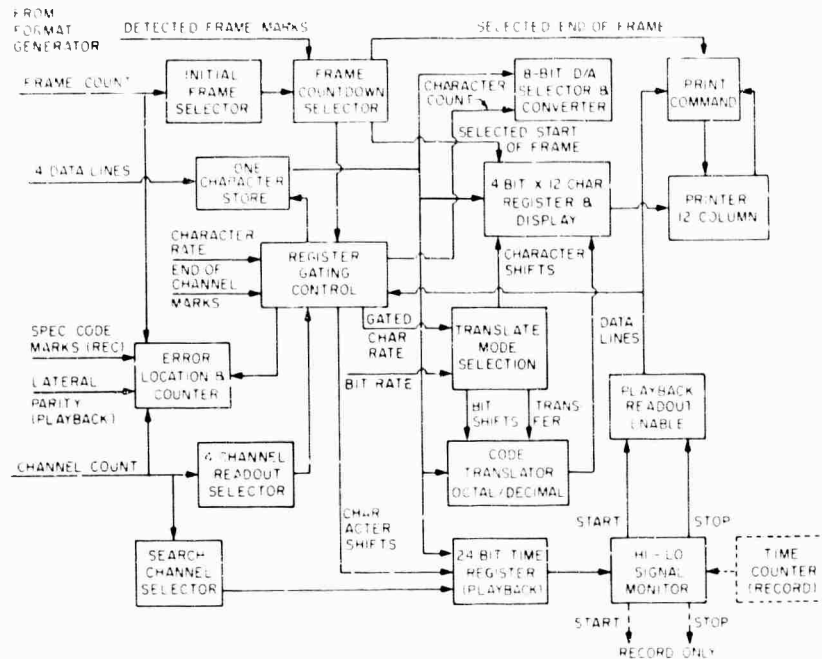 FROM
FORMAT
GENERATOR
DETECTED FRAME MARKS
SELECTED END OF FRAME
FRAME COUNT
INITIAL
FRAME
SELECTOR
FRAME
COUNTDOWN
SELECTOR
CHARACTER
COUNT
8-BIT D/A
SELECTOR &
CONVERTER
PRINT
COMMAND
SELECTED START
OF FRAME
4 DATA LINES
ONE
CHARACTER
STORE
4 BIT X 12 CHAR
REGISTER &
DISPLAY
PRINTER
12 COLUMN
CHARACTER
RATE
END OF
CHANNEL
MARKS
REGISTER
GATING
CONTROL
CHARACTER
SHIFTS
DATA
LINES
SPEC CODE
MARKS (REC)
LATERAL
PARITY
(PLAYBACK)
ERROR
LOCATION &
COUNTER
GATED
CHAR
RATE
BIT RATE
TRANSLATE
MODE
SELECTION
PLAYBACK
READOUT
ENABLE
BIT
SHIFTS
TRANS
FER
CHANNEL COUNT
4 CHANNEL
READOUT
SELECTOR
CODE
TRANSLATOR
OCTAL/DECIMAL
START
STOP
CHAR
ACTER
SHIFTS
SEARCH
CHANNEL
SELECTOR
24 BIT TIME
REGISTER
(PLAYBACK)
HI-LO
SIGNAL
MONITOR
TIME
COUNTER
(RECORD)
START
STOP
RECORD ONLY